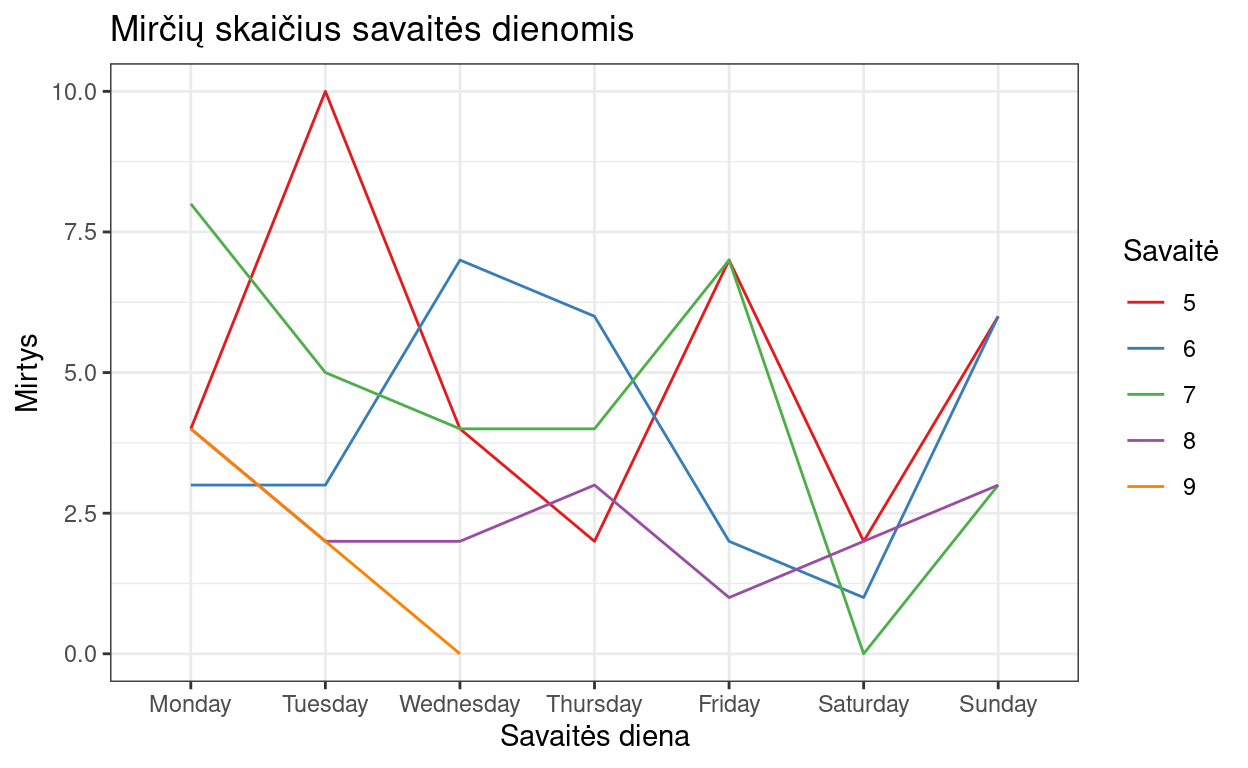 Mirčių skaičius savaitės dienomis
10.0
7.5
5.0
2.5
0.0
Mirtys
Monday Tuesday Wednesday Thursday Friday Saturday Sunday
Savaitės diena
Savaitė
5
6
7
8
9